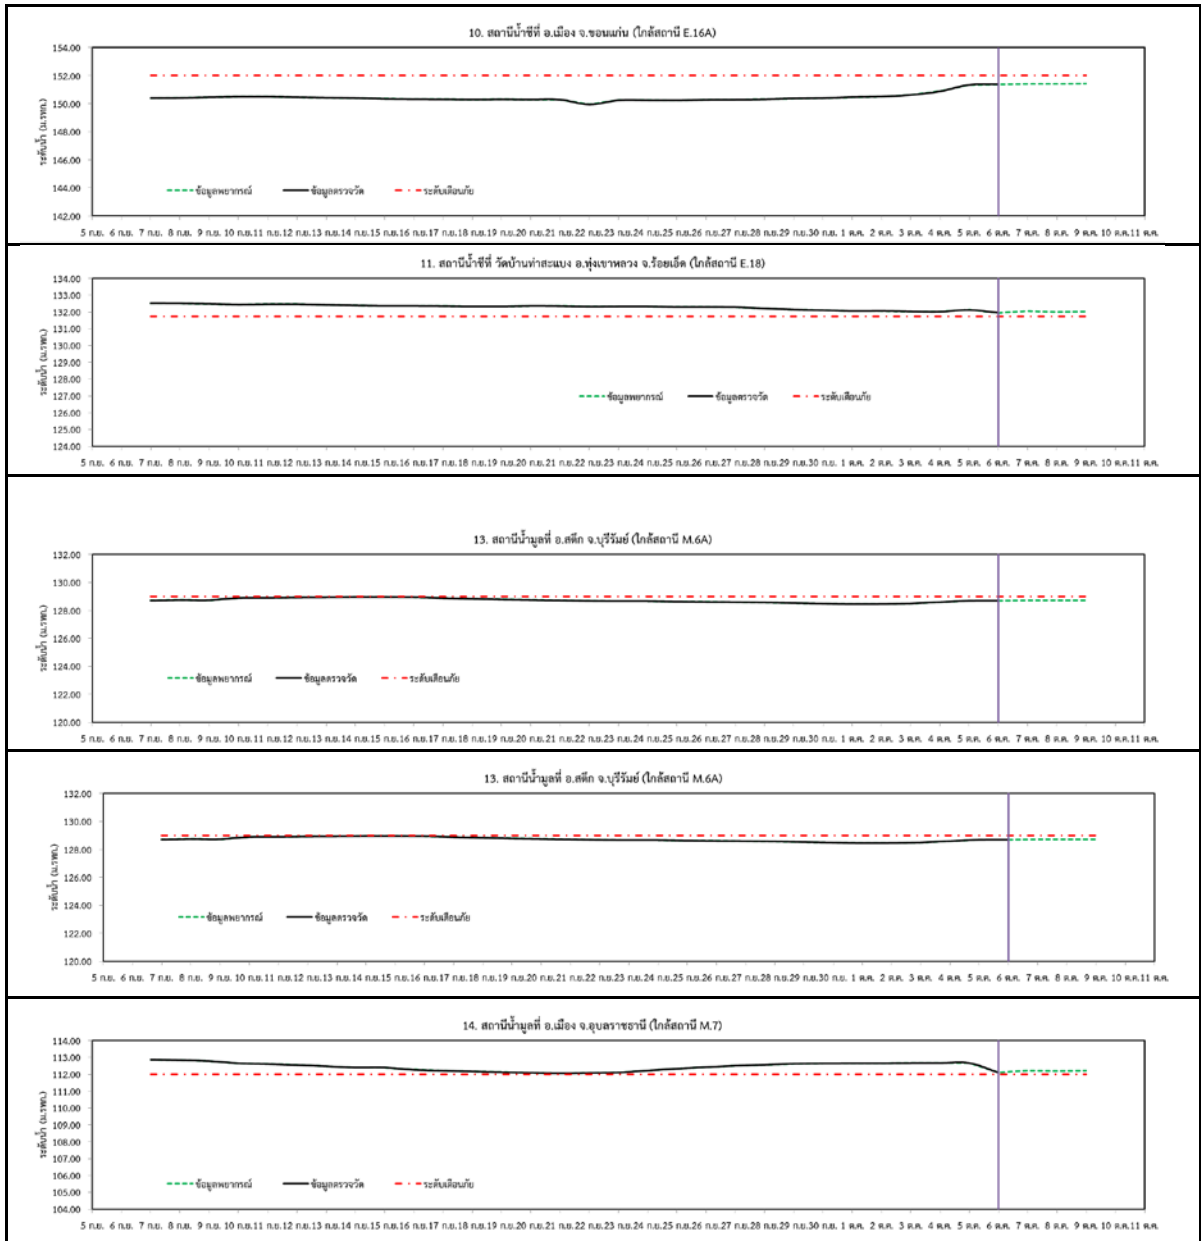 10. สถานีน้ำชีที่ อ.เมือง จ.ขอนแก่น (ใกล้สถานี E.16A)
154.00
152.00
150.00
148.00
146.00
144.00
142.00
ระดับน้ำ (ม.รทก.)
ข้อมูลพยากรณ์ ข้อมูลตรวจวัด ระดับเตือนภัย
5 ก.ย. 6 ก.ย. 7 ก.ย. 8 ก.ย. 9 ก.ย. 10 ก.ย. 11 ก.ย. 12 ก.ย. 13 ก.ย. 14 ก.ย. 15 ก.ย. 16 ก.ย. 17 ก.ย. 18 ก.ย. 19 ก.ย. 20 ก.ย. 21 ก.ย. 22 ก.ย. 23 ก.ย. 24 ก.ย. 25 ก.ย. 26 ก.ย. 27 ก.ย. 28 ก.ย. 29 ก.ย. 30 ก.ย. 1 ต.ค. 2 ต.ค. 3 ต.ค. 4 ต.ค. 5 ต.ค. 6 ต.ค. 7 ต.ค. 8 ต.ค. 9 ต.ค. 10 ต.ค. 11 ต.ค.
11. สถานีน้ำชีที่ วัดบ้านท่าสะแบง อ.ทุ่งเขาหลวง จ.ร้อยเอ็ด (ใกล้สถานี E.18)
134.00
133.00
132.00
131.00
130.00
129.00
128.00
127.00
126.00
125.00
124.00
ระดับน้ำ (ม.รทก.)
ข้อมูลพยากรณ์ ข้อมูลตรวจวัด ระดับเตือนภัย
5 ก.ย. 6 ก.ย. 7 ก.ย. 8 ก.ย. 9 ก.ย. 10 ก.ย. 11 ก.ย. 12 ก.ย. 13 ก.ย. 14 ก.ย. 15 ก.ย. 16 ก.ย. 17 ก.ย. 18 ก.ย. 19 ก.ย. 20 ก.ย. 21 ก.ย. 22 ก.ย. 23 ก.ย. 24 ก.ย. 25 ก.ย. 26 ก.ย. 27 ก.ย. 28 ก.ย. 29 ก.ย. 30 ก.ย. 1 ต.ค. 2 ต.ค. 3 ต.ค. 4 ต.ค. 5 ต.ค. 6 ต.ค. 7 ต.ค. 8 ต.ค. 9 ต.ค. 10 ต.ค. 11 ต.ค.
13. สถานีน้ำมูลที่ อ.สตึก จ.บุรีรัมย์ (ใกล้สถานี M.6A)
132.00
130.00
128.00
126.00
124.00
122.00
120.00
ระดับน้ำ (ม.รทก.)
ข้อมูลพยากรณ์ ข้อมูลตรวจวัด ระดับเตือนภัย
5 ก.ย. 6 ก.ย. 7 ก.ย. 8 ก.ย. 9 ก.ย. 10 ก.ย. 11 ก.ย. 12 ก.ย. 13 ก.ย. 14 ก.ย. 15 ก.ย. 16 ก.ย. 17 ก.ย. 18 ก.ย. 19 ก.ย. 20 ก.ย. 21 ก.ย. 22 ก.ย. 23 ก.ย. 24 ก.ย. 25 ก.ย. 26 ก.ย. 27 ก.ย. 28 ก.ย. 29 ก.ย. 30 ก.ย. 1 ต.ค. 2 ต.ค. 3 ต.ค. 4 ต.ค. 5 ต.ค. 6 ต.ค. 7 ต.ค. 8 ต.ค. 9 ต.ค. 10 ต.ค. 11 ต.ค.
13. สถานีน้ำมูลที่ อ.สตึก จ.บุรีรัมย์ (ใกล้สถานี M.6A)
132.00
130.00
128.00
126.00
124.00
122.00
120.00
ระดับน้ำ (ม.รทก.)
ข้อมูลพยากรณ์ ข้อมูลตรวจวัด ระดับเตือนภัย
5 ก.ย. 6 ก.ย. 7 ก.ย. 8 ก.ย. 9 ก.ย. 10 ก.ย. 11 ก.ย. 12 ก.ย. 13 ก.ย. 14 ก.ย. 15 ก.ย. 16 ก.ย. 17 ก.ย. 18 ก.ย. 19 ก.ย. 20 ก.ย. 21 ก.ย. 22 ก.ย. 23 ก.ย. 24 ก.ย. 25 ก.ย. 26 ก.ย. 27 ก.ย. 28 ก.ย. 29 ก.ย. 30 ก.ย. 1 ต.ค. 2 ต.ค. 3 ต.ค. 4 ต.ค. 5 ต.ค. 6 ต.ค. 7 ต.ค. 8 ต.ค. 9 ต.ค. 10 ต.ค. 11 ต.ค.
14. สถานีน้ำมูลที่ อ.เมือง จ.อุบลราชธานี (ใกล้สถานี M.7)
114.00
113.00
112.00
111.00
110.00
109.00
108.00
107.00
106.00
105.00
104.00
ระดับน้ำ (ม.รทก.)
ข้อมูลพยากรณ์ ข้อมูลตรวจวัด ระดับเตือนภัย
5 ก.ย. 6 ก.ย. 7 ก.ย. 8 ก.ย. 9 ก.ย. 10 ก.ย. 11 ก.ย. 12 ก.ย. 13 ก.ย. 14 ก.ย. 15 ก.ย. 16 ก.ย. 17 ก.ย. 18 ก.ย. 19 ก.ย. 20 ก.ย. 21 ก.ย. 22 ก.ย. 23 ก.ย. 24 ก.ย. 25 ก.ย. 26 ก.ย. 27 ก.ย. 28 ก.ย. 29 ก.ย. 30 ก.ย. 1 ต.ค. 2 ต.ค. 3 ต.ค. 4 ต.ค. 5 ต.ค. 6 ต.ค. 7 ต.ค. 8 ต.ค. 9 ต.ค. 10 ต.ค. 11 ต.ค.